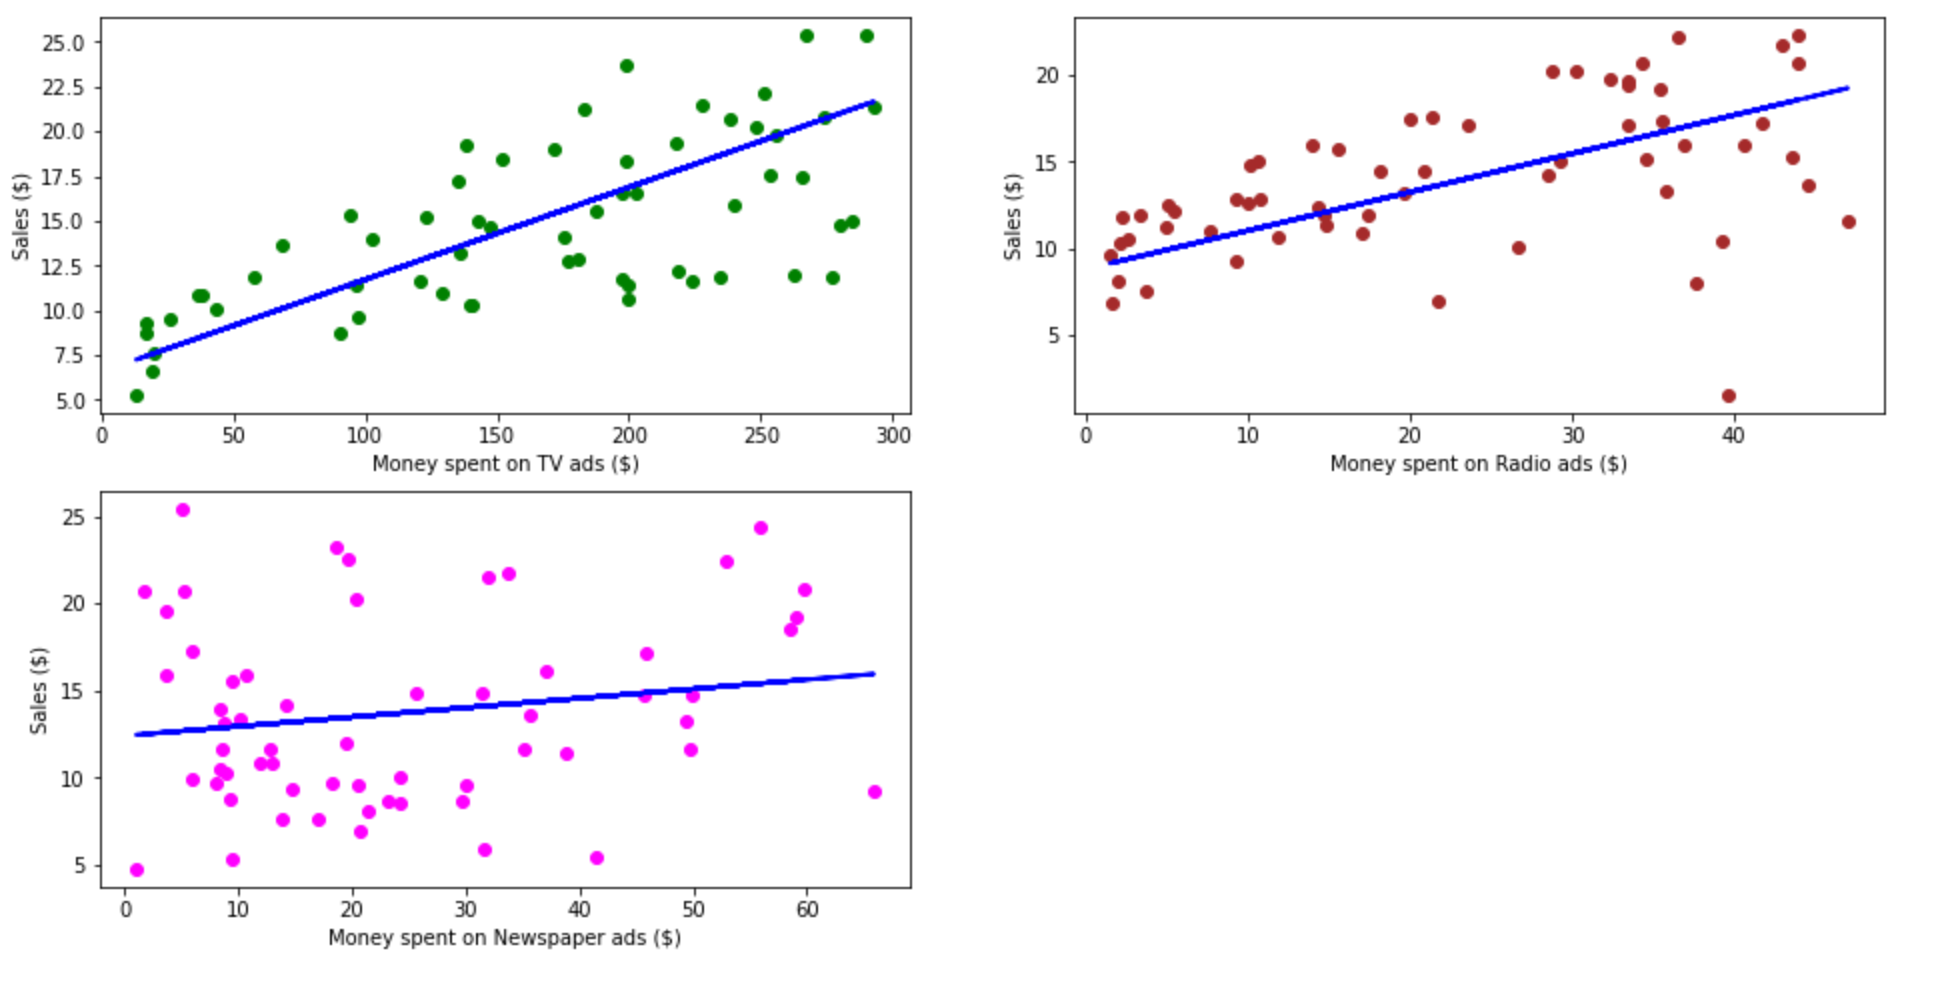 25.0
22.5
20.0
17.5
15.0
12.5
10.0
7.5
5.0
Sales ($)
0 50 100 150 200 250 300
Money spent on TV ads ($)
20
15
10
5
Sales ($)
0 10 20 30 40
Money spent on Radio ads ($)
25
20
15
10
5
Sales ($)
0 10 20 30 40 50 60
Money spent on Newspaper ads ($)